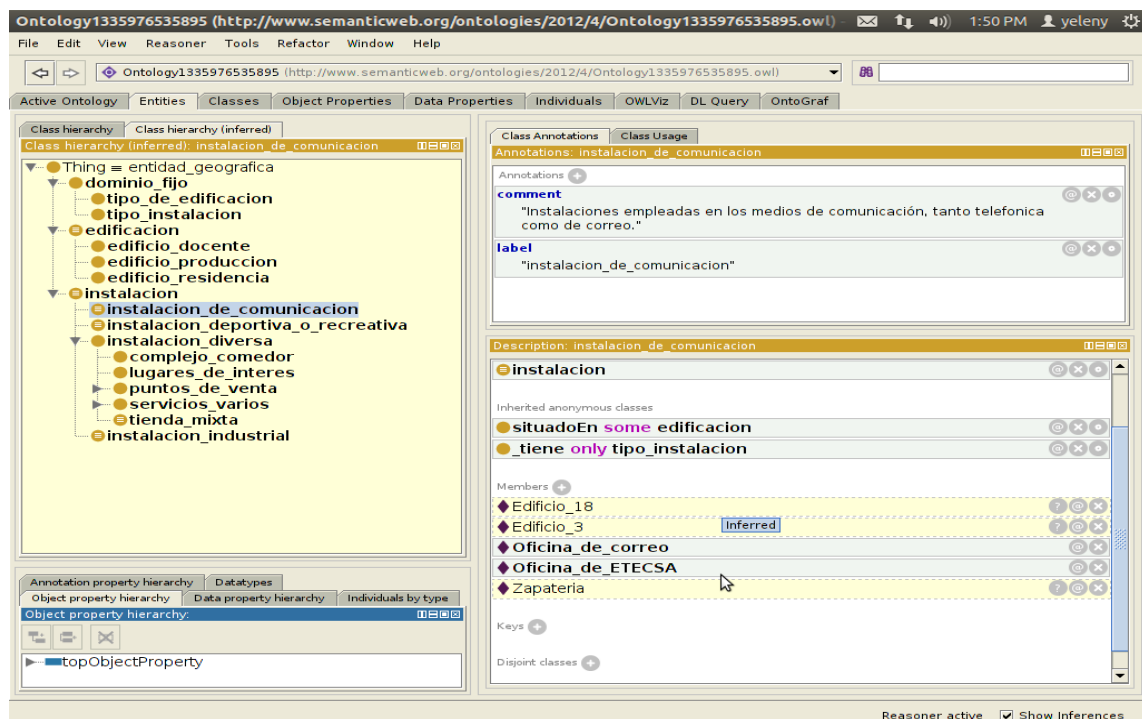 Ontology1335976535895 (http://www.semanticweb.org/ontologies/2012/4/Ontology1335976535895.owl) - 1:50 PM yeleny
File Edit View Reasoner Tools Refactor Window Help
Ontology1335976535895 (http://www.semanticweb.org/ontologies/2012/4/Ontology1335976535895.owl)
Active Ontology Entities Classes Object Properties Data Properties Individuals OWLViz DL Query OntoGraf
Class hierarchy Class hierarchy (inferred)
Class hierarchy (inferred): instalacion_de_comunicacion
Thing ≡ entidad_geografica
dominio_fijo
tipo_de_edificacion
tipo_instalacion
edificacion
edificio_docente
edificio_produccion
edificio_residencia
instalacion
instalacion_de_comunicacion
instalacion_deportiva_o_recreativa
instalacion_diversa
complejo_comedor
lugares_de_interes
puntos_de_venta
servicios_varios
tienda_mixta
instalacion_industrial
Annotation property hierarchy Datatypes
Object property hierarchy Data property hierarchy Individuals by type
Object property hierarchy:
topObjectProperty
Class Annotations Class Usage
Annotations: instalacion_de_comunicacion
Annotations
comment
"Instalaciones empleadas en los medios de comunicación, tanto telefonica
como de correo."
label
"instalacion_de_comunicacion"
Description: instalacion_de_comunicacion
instalacion
Inherited anonymous classes
situadoEn some edificacion
_tiene only tipo_instalacion
Members
Edificio_18
Edificio_3 Inferred
Oficina_de_correo
Oficina_de_ETECSA
Zapateria
Keys
Disjoint classes
Reasoner active Show Inferences